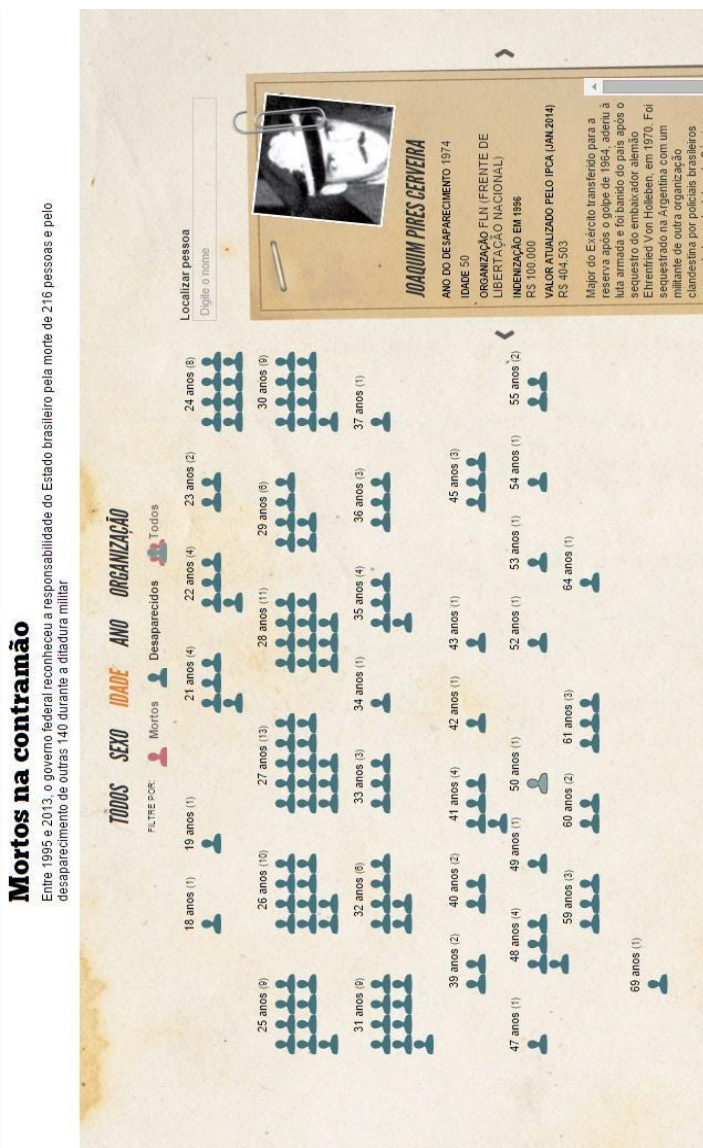 Mortos na contramão
Entre 1995 e 2013, o governo federal reconheceu a responsabilidade do Estado brasileiro pela morte de 216 pessoas e pelo
desaparecimento de outras 140 durante a ditadura militar
TODOS SEXO IDADE ANO ORGANIZAÇÃO
FILTRE POR: Mortos Desaparecidos Todos
18 anos (1) 19 anos (1) 21 anos (4) 22 anos (4) 23 anos (2) 24 anos (8)
25 anos (9) 26 anos (10) 27 anos (13) 28 anos (11) 29 anos (6) 30 anos (9)
31 anos (9) 32 anos (6) 33 anos (3) 34 anos (1) 35 anos (4) 36 anos (3) 37 anos (1)
39 anos (2) 40 anos (2) 41 anos (4) 42 anos (1) 43 anos (1) 45 anos (3)
47 anos (1) 48 anos (4) 49 anos (1) 50 anos (1) 52 anos (1) 53 anos (1) 54 anos (1) 55 anos (2)
59 anos (3) 60 anos (2) 61 anos (3) 64 anos (1)
69 anos (1)
Localizar pessoa
Digite o nome
JOAQUIM PIRES CERVEIRA
ANO DO DESAPARECIMENTO 1974
IDADE 50
ORGANIZAÇÃO FLN (FRENTE DE
LIBERTAÇÃO NACIONAL)
INDENIZAÇÃO EM 1996
R$ 100.000
VALOR ATUALIZADO PELO IPCA (JAN.2014)
R$ 404.503
Major do Exército transferido para a
reserva após o golpe de 1964, aderiu à
luta armada e foi banido do país após o
sequestro do embaixador alemão
Ehrenfried Von Holleben, em 1970. Foi
sequestrado na Argentina com um
militante de outra organização
clandestina por policiais brasileiros